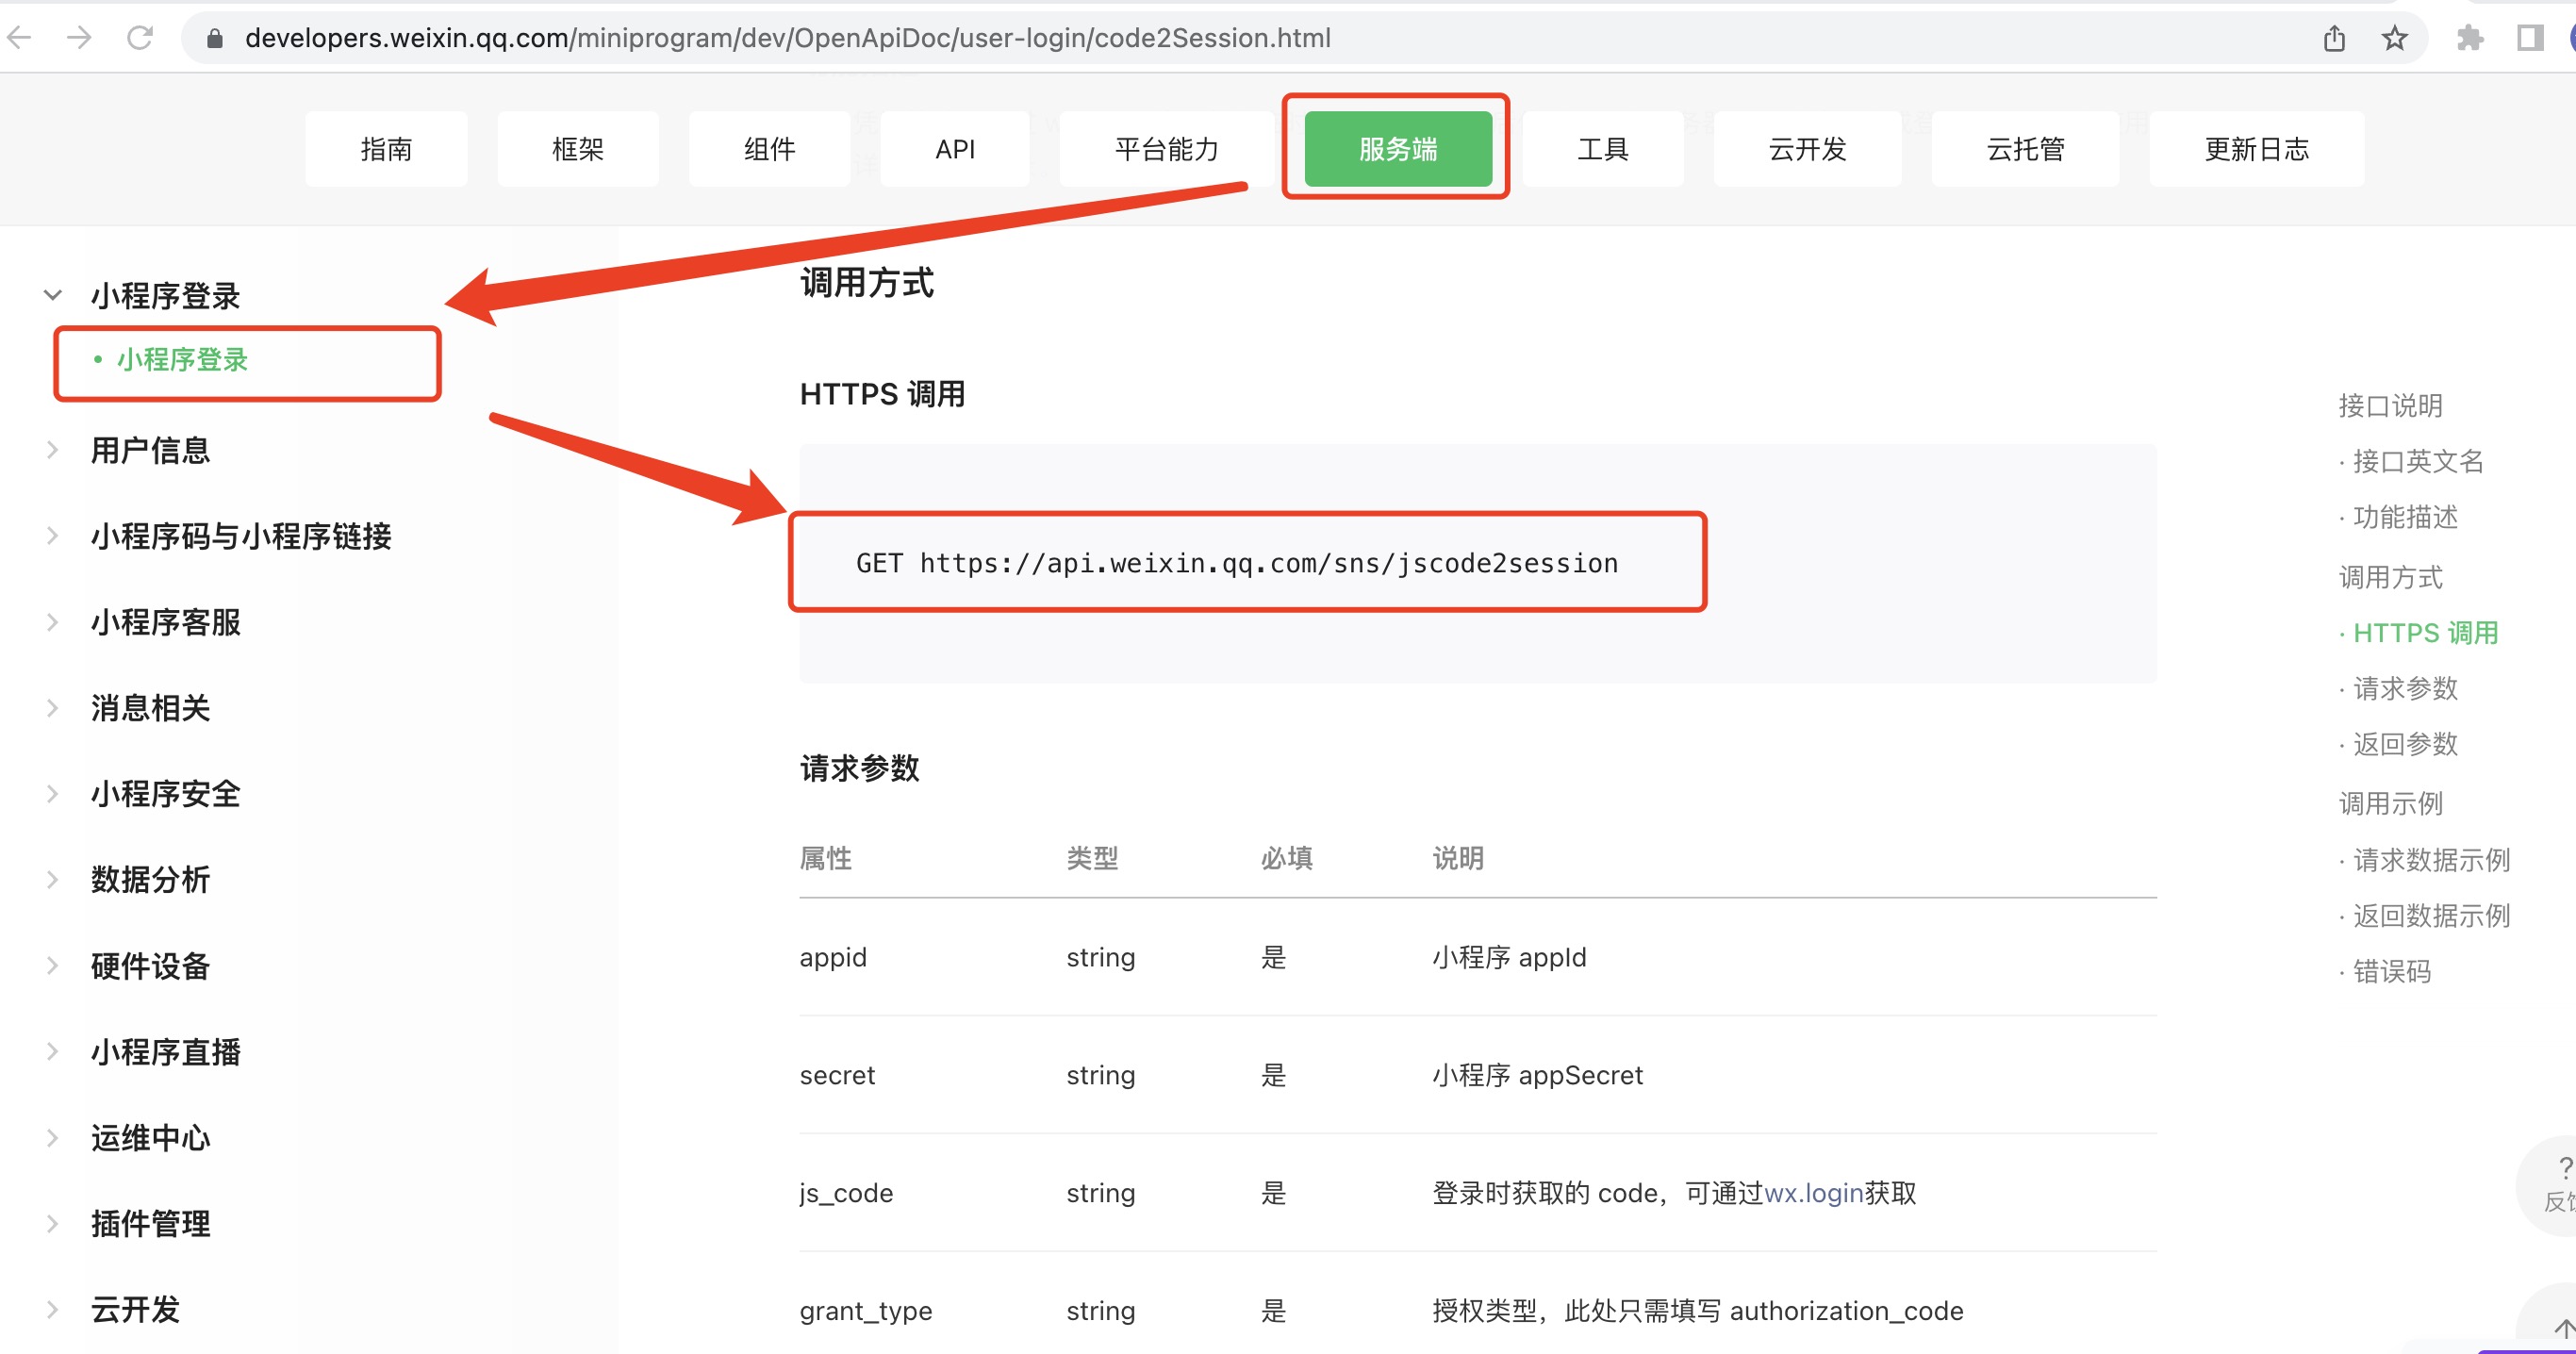 developers.weixin.qq.com/miniprogram/dev/OpenApiDoc/user-login/code2Session.html
指南 框架 组件 API 平台能力 服务端 工具 云开发 云托管 更新日志
小程序登录
• 小程序登录
用户信息
小程序码与小程序链接
小程序客服
消息相关
小程序安全
数据分析
硬件设备
小程序直播
运维中心
插件管理
云开发
调用方式
HTTPS 调用
GET https://api.weixin.qq.com/sns/jscode2session
请求参数
属性 类型 必填 说明
appid string 是 小程序 appId
secret string 是 小程序 appSecret
js_code string 是 登录时获取的 code，可通过wx.login获取
grant_type string 是 授权类型，此处只需填写 authorization_code
接口说明
· 接口英文名
· 功能描述
调用方式
· HTTPS 调用
· 请求参数
· 返回参数
调用示例
· 请求数据示例
· 返回数据示例
· 错误码
?